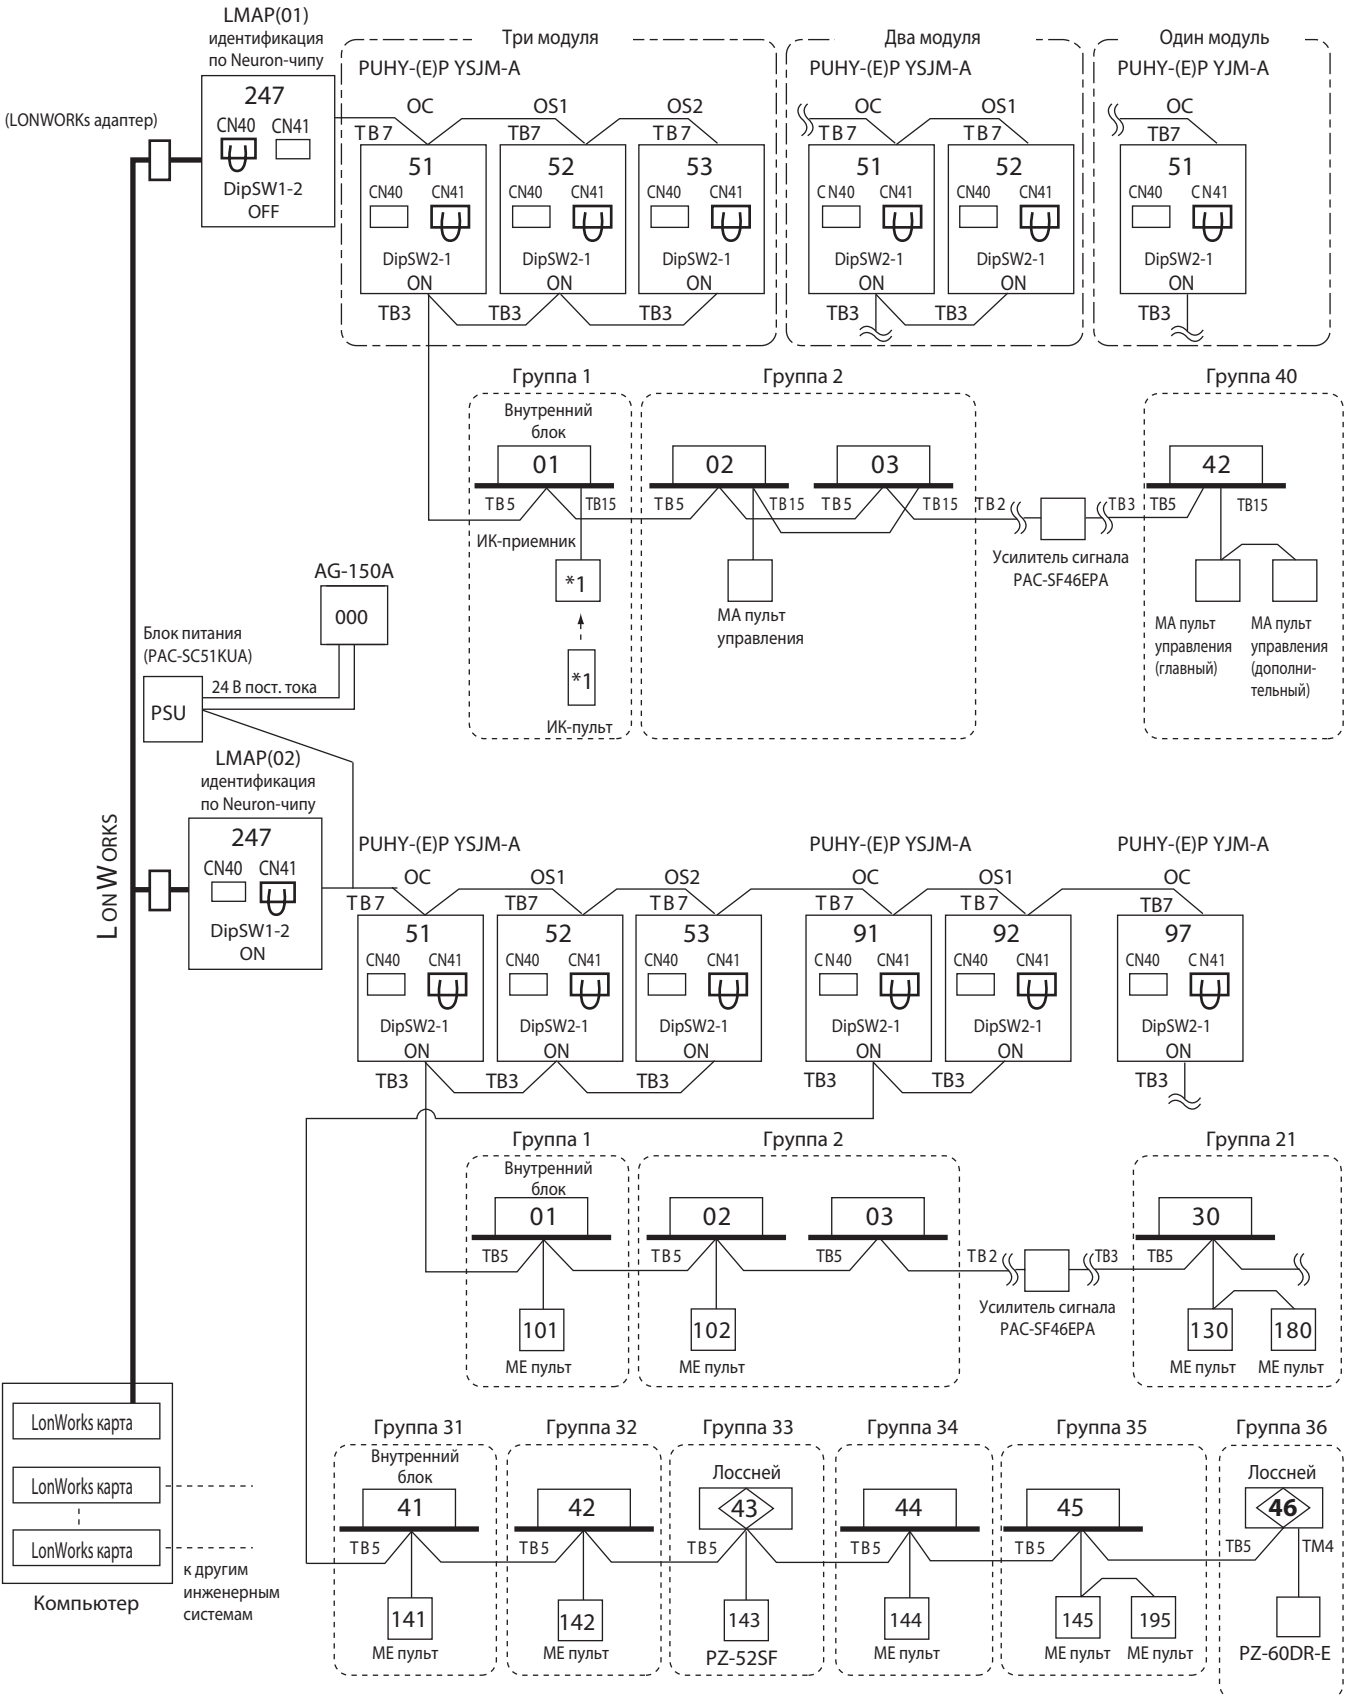 LMAP(01)
идентификация
по Neuron-чипу
(LONWORKs адаптер)
247
CN40 CN41
DipSW1-2
OFF
Три модуля
PUHY-(E)P YSJM-A
OC OS1 OS2
TB7 TB7 TB7
51 52 53
CN40 CN41 CN40 CN41 CN40 CN41
DipSW2-1 DipSW2-1 DipSW2-1
ON ON ON
TB3 TB3 TB3
Два модуля
PUHY-(E)P YSJM-A
OC OS1
TB7 TB7
51 52
CN40 CN41 CN40 CN41
DipSW2-1 DipSW2-1
ON ON
TB3 TB3
Один модуль
PUHY-(E)P YJM-A
OC
TB7
51
CN40 CN41
DipSW2-1
ON
TB3
Группа 1
Внутренний
блок
01
TB5 TB15
ИК-приемник
*1
*1
ИК-пульт
Группа 2
02 03
TB5 TB15 TB5 TB15
МА пульт
управления
TB2 TB3
Усилитель сигнала
PAC-SF46EPA
Группа 40
42
TB5 TB15
МА пульт
управления
(главный)
МА пульт
управления
(дополни-
тельный)
AG-150A
000
Блок питания
(PAC-SC51KUA)
24 В пост. тока
PSU
LMAP(02)
идентификация
по Neuron-чипу
247
CN40 CN41
DipSW1-2
ON
LONWORKS
PUHY-(E)P YSJM-A
OC OS1 OS2
TB7 TB7 TB7
51 52 53
CN40 CN41 CN40 CN41 CN40 CN41
DipSW2-1 DipSW2-1 DipSW2-1
ON ON ON
TB3 TB3 TB3
PUHY-(E)P YSJM-A
OC OS1
TB7 TB7
91 92
CN40 CN41 CN40 CN41
DipSW2-1 DipSW2-1
ON ON
TB3 TB3
PUHY-(E)P YJM-A
OC
TB7
97
CN40 CN41
DipSW2-1
ON
TB3
Группа 1
Внутренний
блок
01
TB5
101
МЕ пульт
Группа 2
02 03
TB5 TB5
102
МЕ пульт
TB2 TB3
Усилитель сигнала
PAC-SF46EPA
Группа 21
30
TB5
130 180
МЕ пульт МЕ пульт
LonWorks карта
LonWorks карта
LonWorks карта
Компьютер
к другим
инженерным
системам
Группа 31
Внутренний
блок
41
TB5
141
МЕ пульт
Группа 32
42
TB5
142
МЕ пульт
Группа 33
Лоссней
43
TB5
143
PZ-52SF
Группа 34
44
TB5
144
МЕ пульт
Группа 35
45
TB5
145 195
МЕ пульт МЕ пульт
Группа 36
Лоссней
46
TB5 TM4
PZ-60DR-E